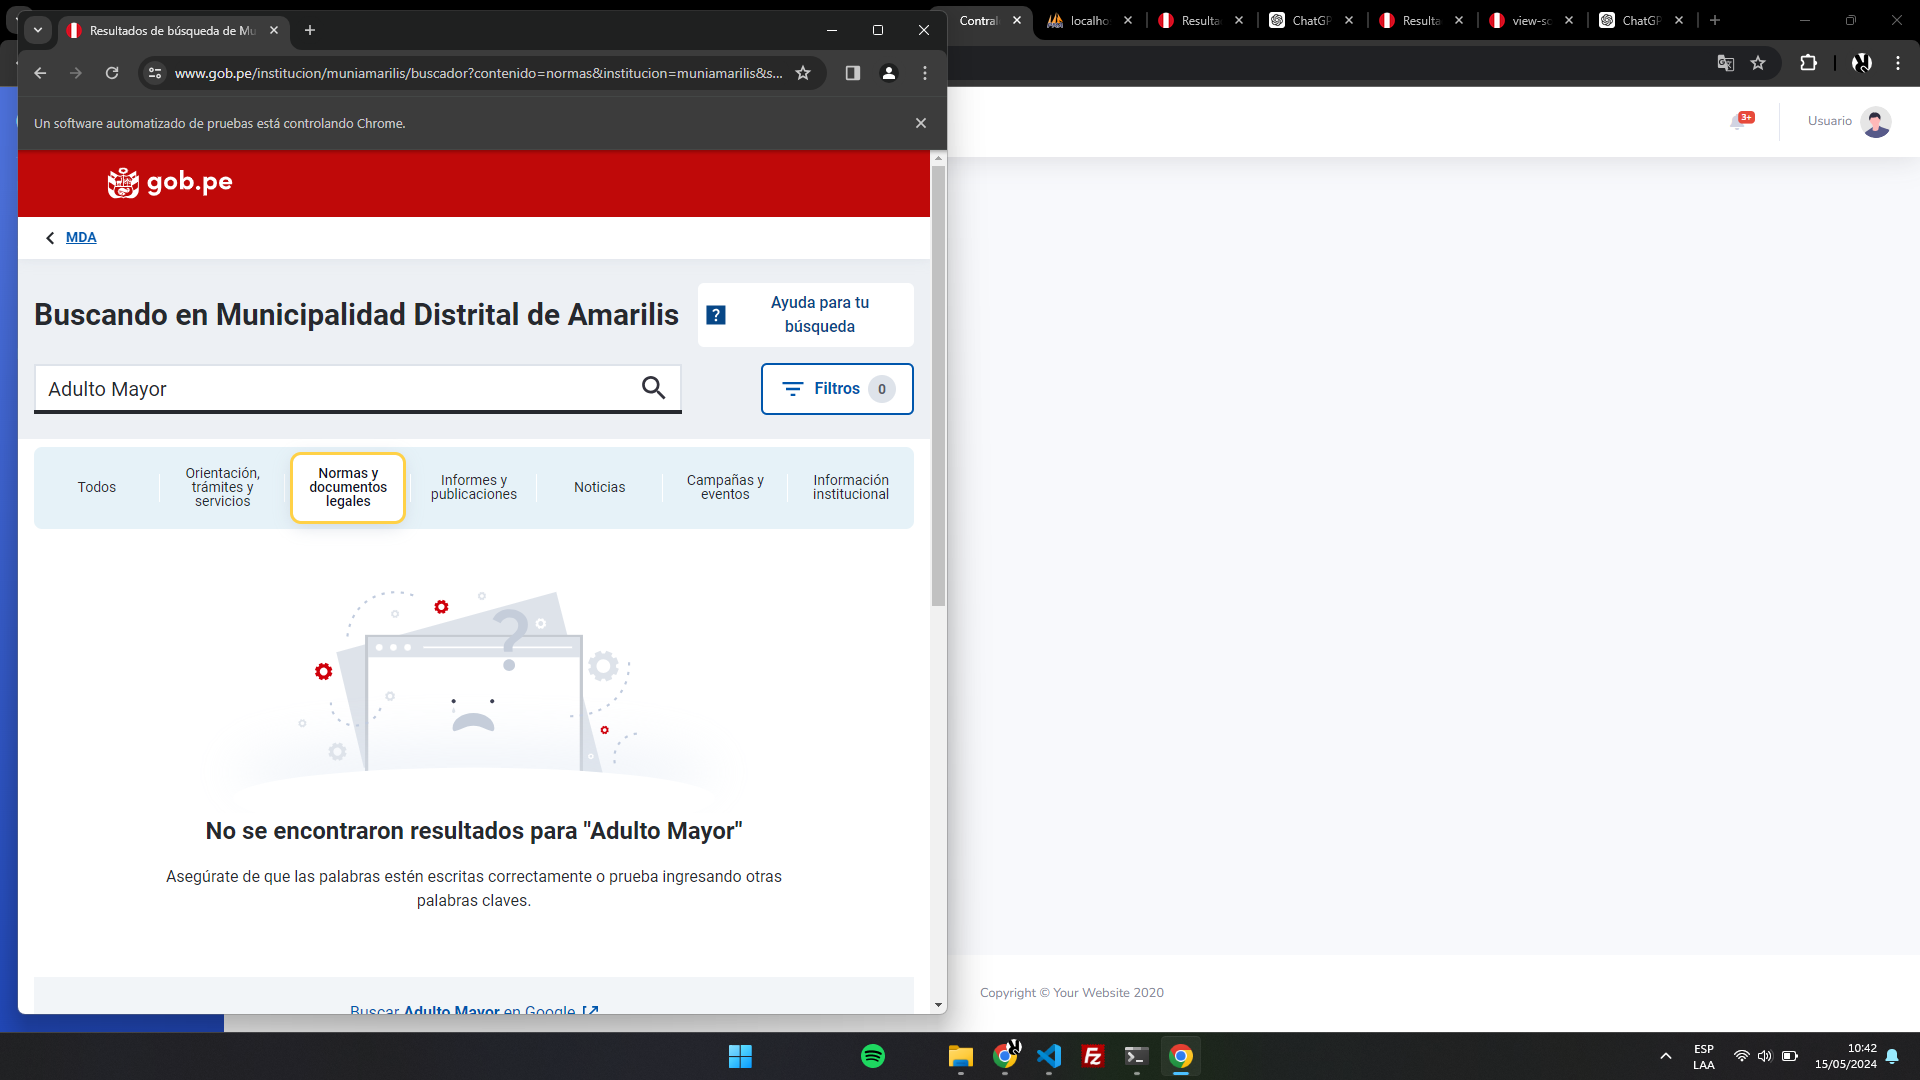 Resultados de búsqueda de Mu
Contral
localho
Resulta
ChatGP
Resulta
view-so
ChatGP
www.gob.pe/institucion/muniamarilis/buscador?contenido=normas&institucion=muniamarilis&s...
Un software automatizado de pruebas está controlando Chrome.
3+
Usuario
gob.pe
MDA
Buscando en Municipalidad Distrital de Amarilis
?
Ayuda para tu
búsqueda
Adulto Mayor
Filtros 0
Todos
Orientación,
trámites y
servicios
Normas y
documentos
legales
Informes y
publicaciones
Noticias
Campañas y
eventos
Información
institucional
?
No se encontraron resultados para "Adulto Mayor"
Asegúrate de que las palabras estén escritas correctamente o prueba ingresando otras
palabras claves.
Buscar Adulto Mayor en Google
Copyright © Your Website 2020
Fz
ESP
LAA
10:42
15/05/2024